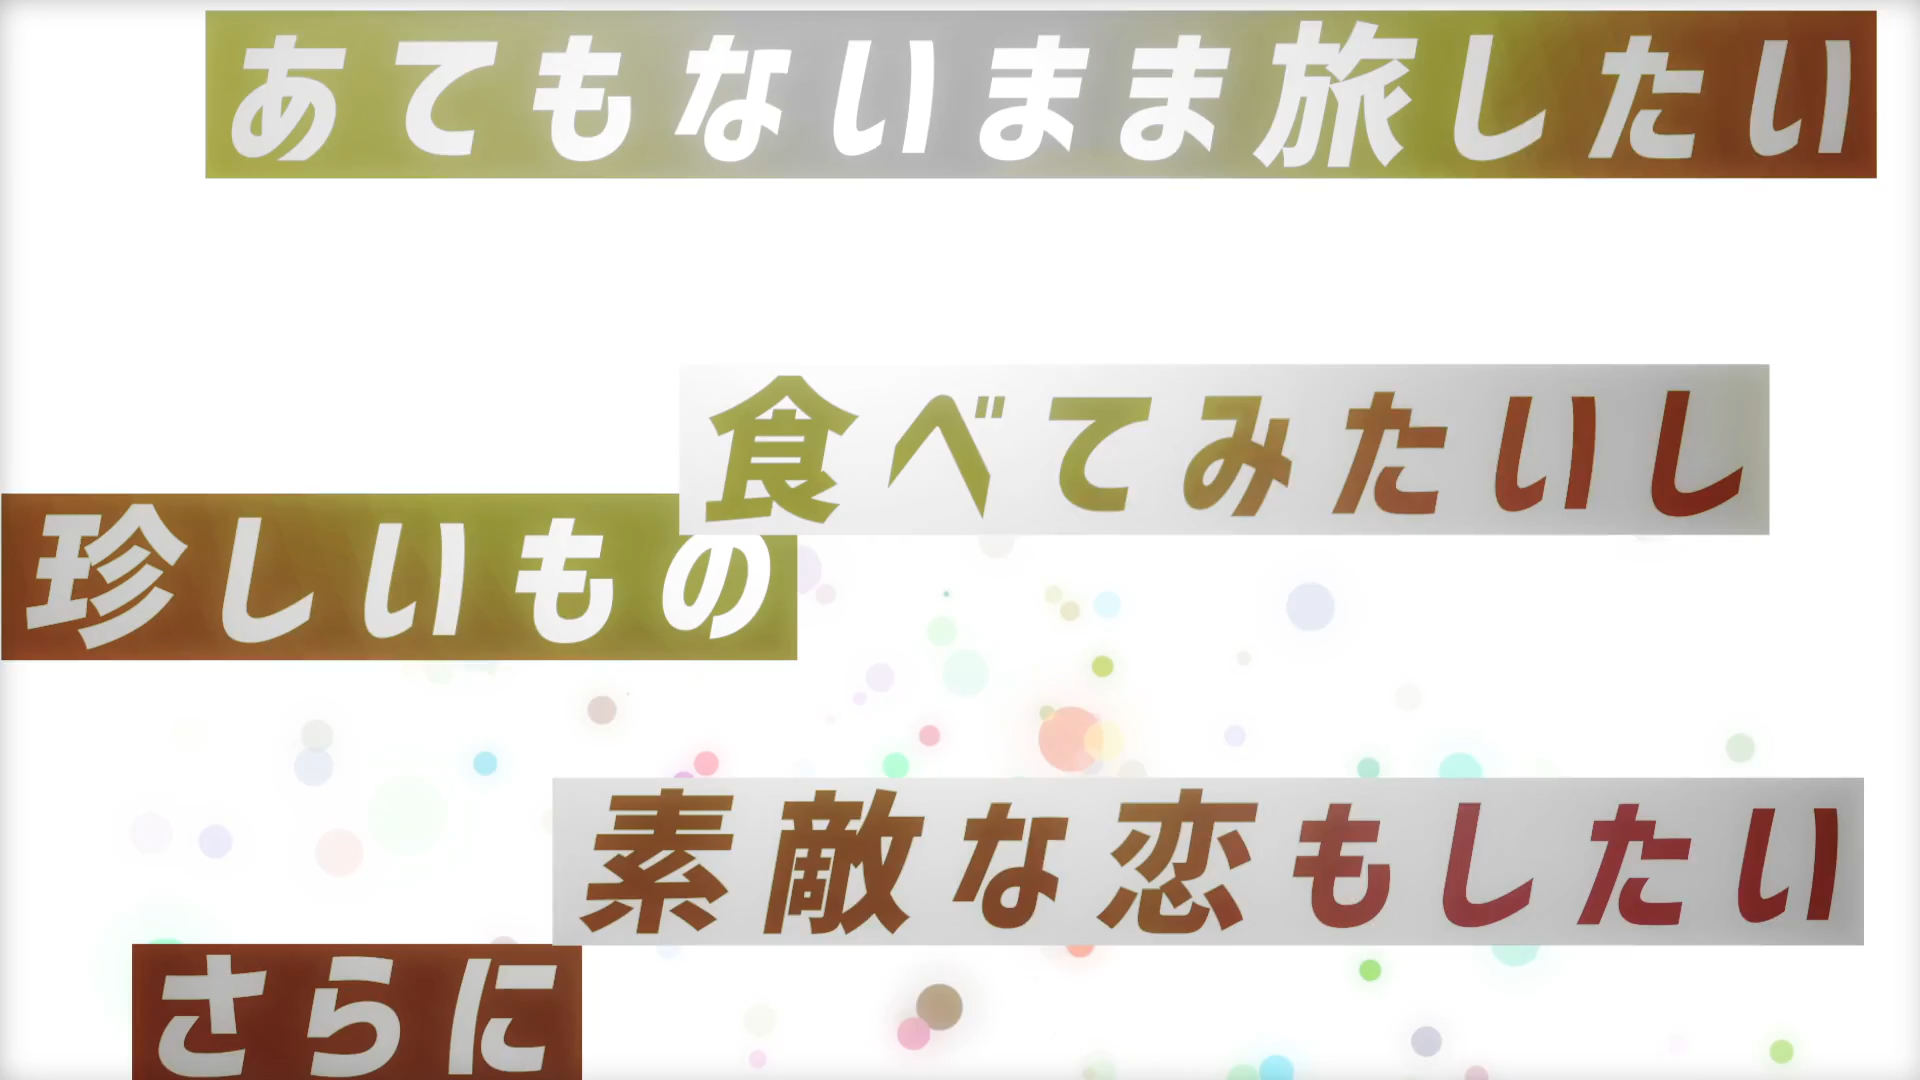 あてもないまま旅したい
珍しいもの
食べてみたいし
素敵な恋もしたい
さらに